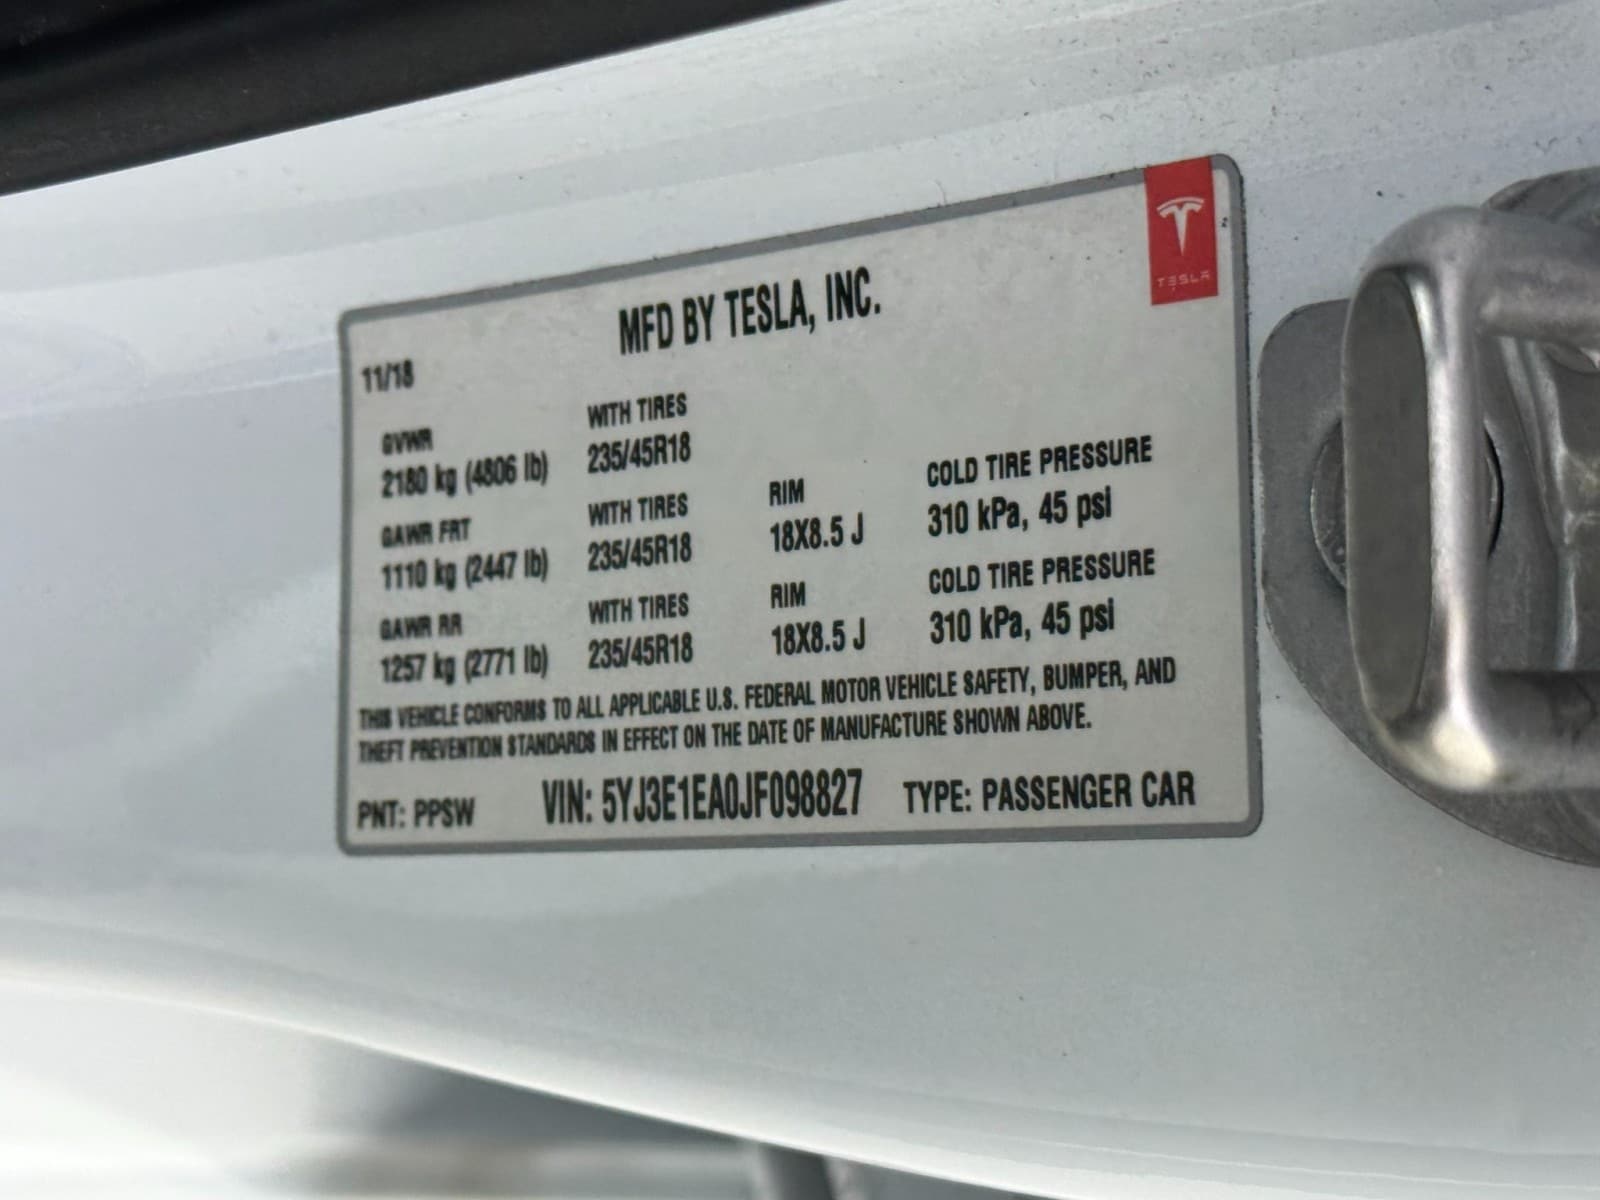 TESLA
2
MFD BY TESLA, INC.
11/18
GVWR WITH TIRES
2180 kg (4806 lb) 235/45R18
GAWR FRT WITH TIRES RIM COLD TIRE PRESSURE
1110 kg (2447 lb) 235/45R18 18X8.5 J 310 kPa, 45 psi
GAWR RR WITH TIRES RIM COLD TIRE PRESSURE
1257 kg (2771 lb) 235/45R18 18X8.5 J 310 kPa, 45 psi
THIS VEHICLE CONFORMS TO ALL APPLICABLE U.S. FEDERAL MOTOR VEHICLE SAFETY, BUMPER, AND
THEFT PREVENTION STANDARDS IN EFFECT ON THE DATE OF MANUFACTURE SHOWN ABOVE.
PNT: PPSW VIN: 5YJ3E1EA0JF098827 TYPE: PASSENGER CAR